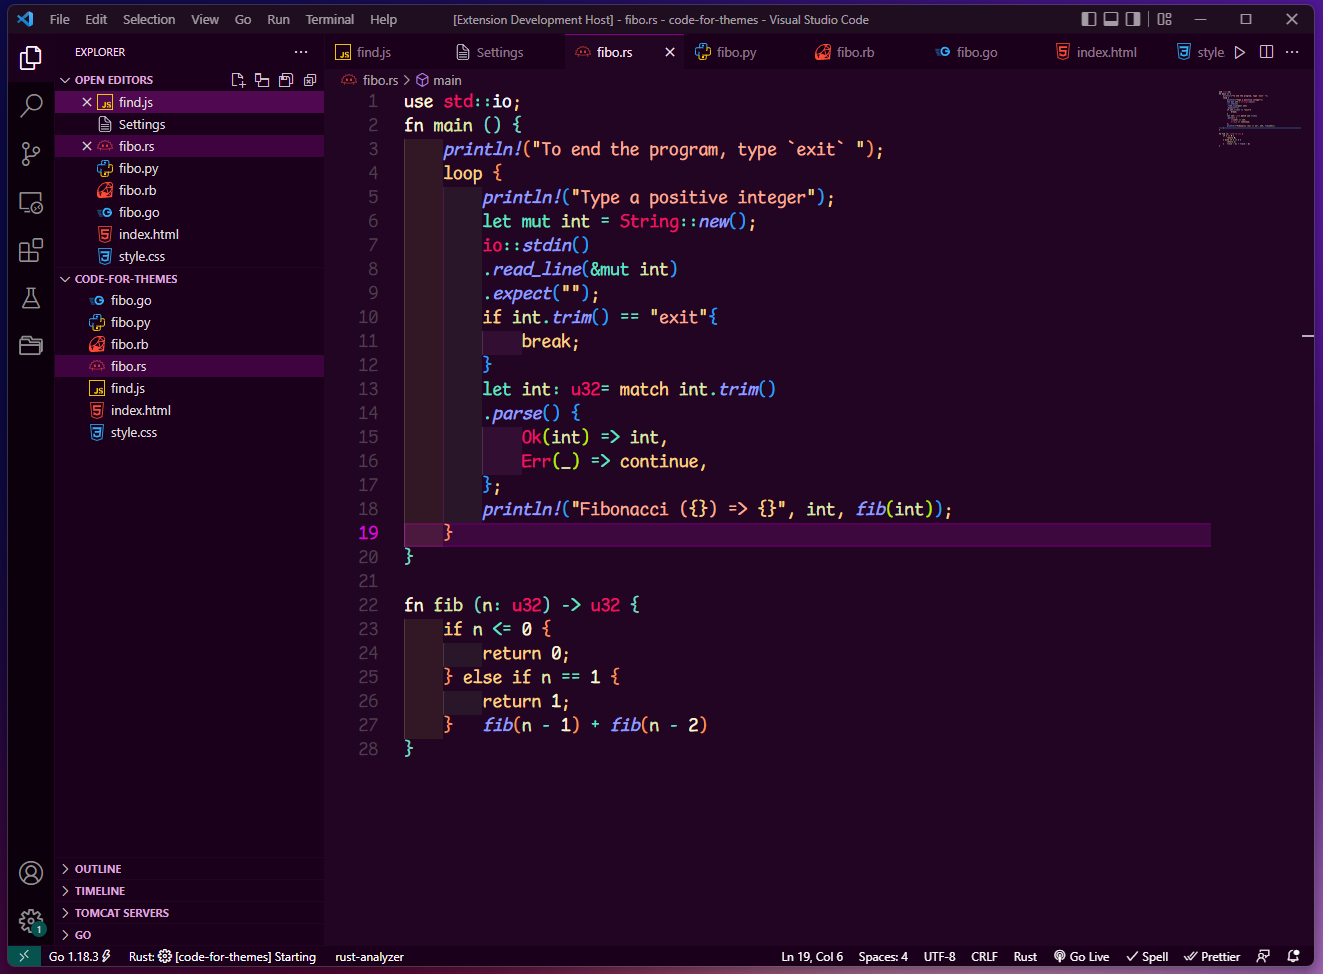 File Edit Selection View Go Run Terminal Help [Extension Development Host] - fibo.rs - code-for-themes - Visual Studio Code
EXPLORER
find.js Settings fibo.rs fibo.py fibo.rb fibo.go index.html style
OPEN EDITORS
find.js
Settings
fibo.rs
fibo.py
fibo.rb
fibo.go
index.html
style.css
CODE-FOR-THEMES
fibo.go
fibo.py
fibo.rb
fibo.rs
find.js
index.html
style.css
OUTLINE
TIMELINE
TOMCAT SERVERS
GO
1
fibo.rs > main
1 use std::io;
2 fn main () {
3 println!("To end the program, type `exit` ");
4 loop {
5 println!("Type a positive integer");
6 let mut int = String::new();
7 io::stdin()
8 .read_line(&mut int)
9 .expect("");
10 if int.trim() == "exit"{
11 break;
12 }
13 let int: u32= match int.trim()
14 .parse() {
15 Ok(int) => int,
16 Err(_) => continue,
17 };
18 println!("Fibonacci ({}) => {}", int, fib(int));
19 }
20 }
21
22 fn fib (n: u32) -> u32 {
23 if n <= 0 {
24 return 0;
25 } else if n == 1 {
26 return 1;
27 } fib(n - 1) + fib(n - 2)
28 }
Go 1.18.3 Rust: [code-for-themes] Starting rust-analyzer Ln 19, Col 6 Spaces: 4 UTF-8 CRLF Rust Go Live Spell Prettier